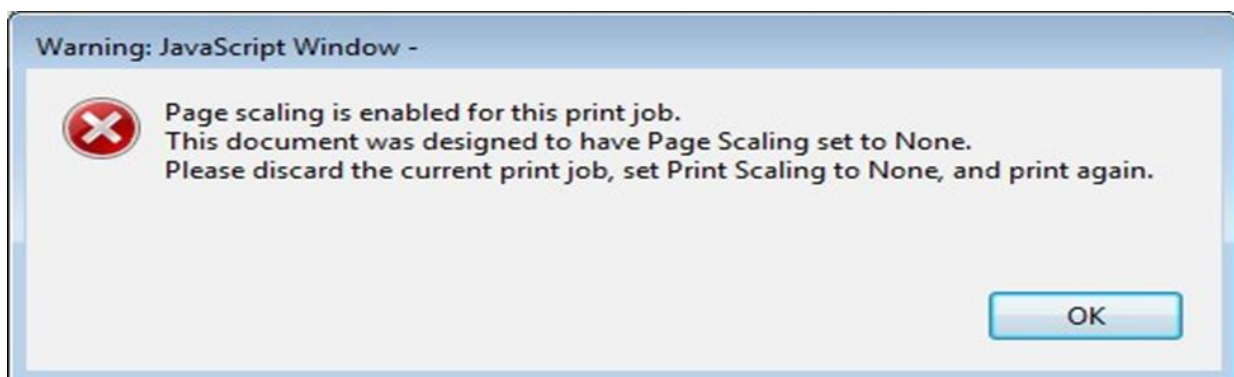 Warning: JavaScript Window -
Page scaling is enabled for this print job.
This document was designed to have Page Scaling set to None.
Please discard the current print job, set Print Scaling to None, and print again.
OK